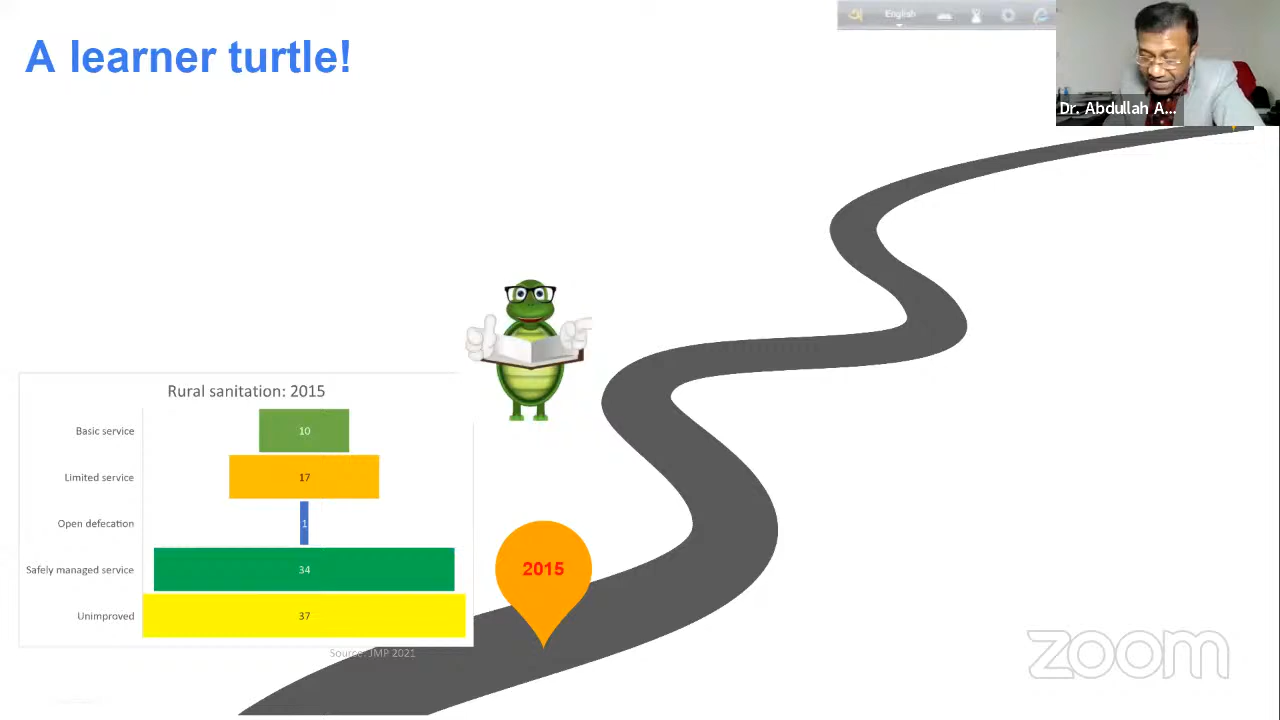 A learner turtle!
English
Dr. Abdullah A...
Rural sanitation: 2015
Basic service
10
Limited service
17
Open defecation
1
Safely managed service
34
Unimproved
37
Source: JMP 2021
2015
zoom